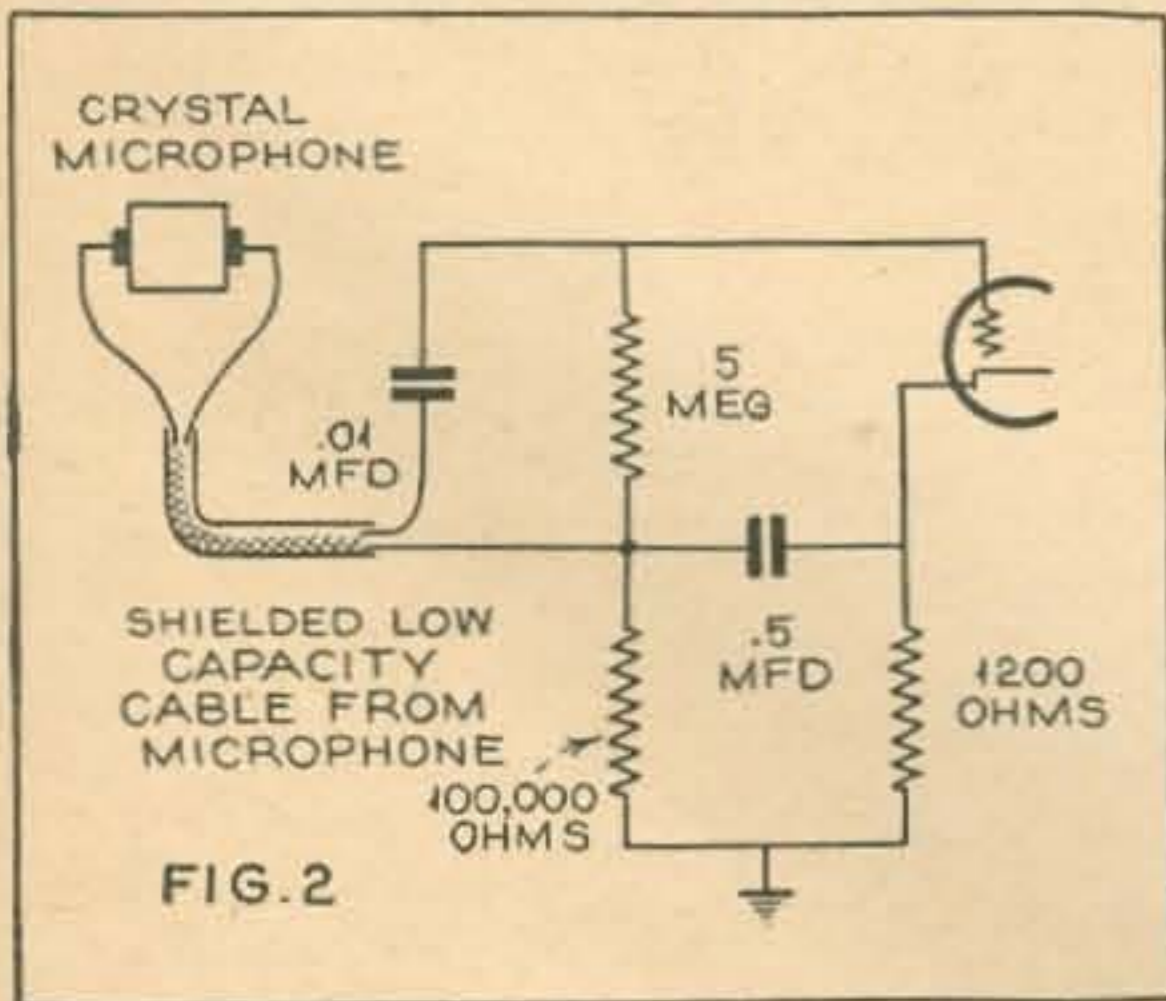 CRYSTAL
MICROPHONE
.01
MFD
5
MEG
.5
MFD
1200
OHMS
SHIELDED LOW
CAPACITY
CABLE FROM
MICROPHONE
100,000
OHMS
FIG. 2